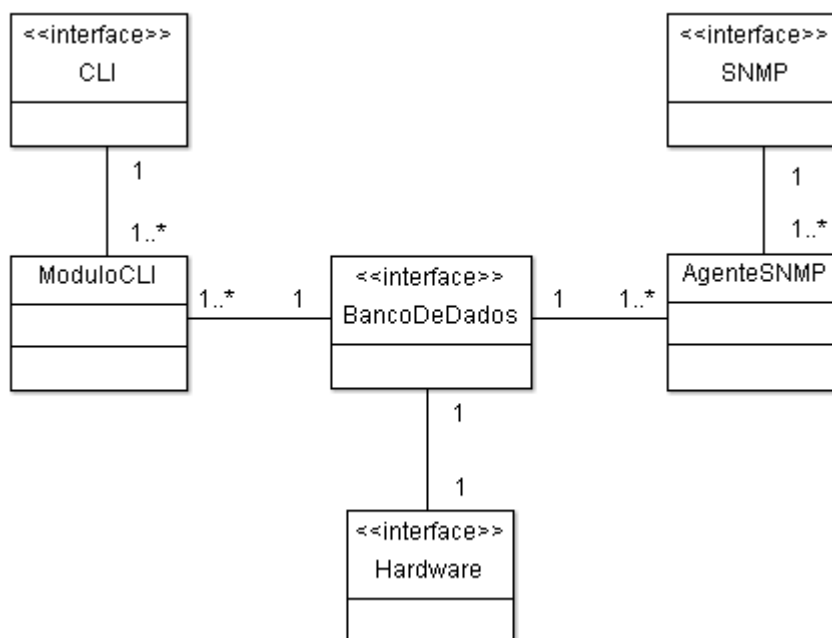 <<interface>>
CLI
<<interface>>
SNMP
1
1..*
1
1..*
ModuloCLI
1..*
1
<<interface>>
BancoDeDados
1
1..*
AgenteSNMP
1
1
<<interface>>
Hardware